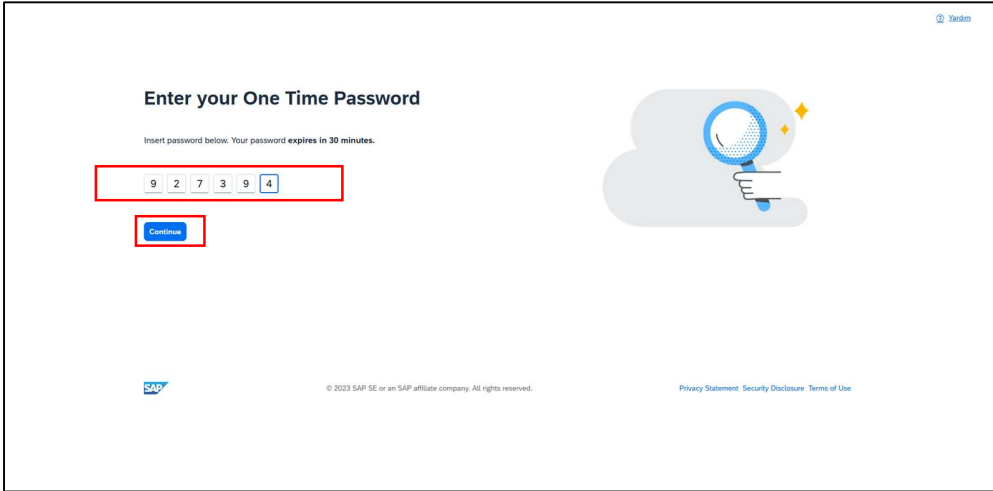 Yardım
Enter your One Time Password
Insert password below. Your password expires in 30 minutes.
9 2 7 3 9 4
Continue
SAP
© 2023 SAP SE or an SAP affiliate company. All rights reserved.
Privacy Statement Security Disclosure Terms of Use